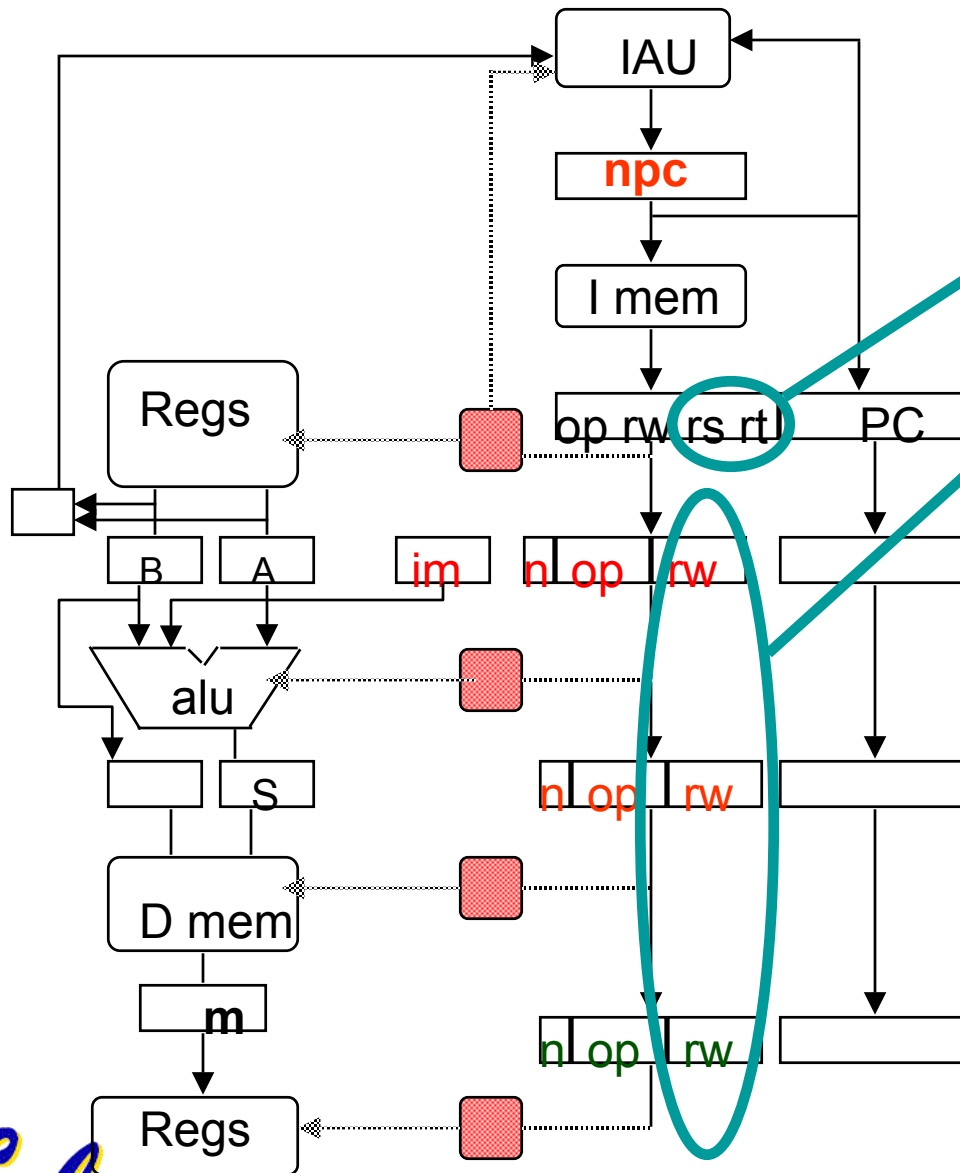 IAU
npc
I mem
Regs
op rw rs rt PC
B A im n op rw
alu
S n op rw
D mem
m
n op rw
Regs